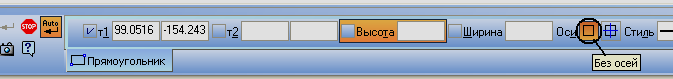 STOP Auto т1 99.0516 -154.243 т2 Высота Ширина Оси Стиль
Прямоугольник
Без осей